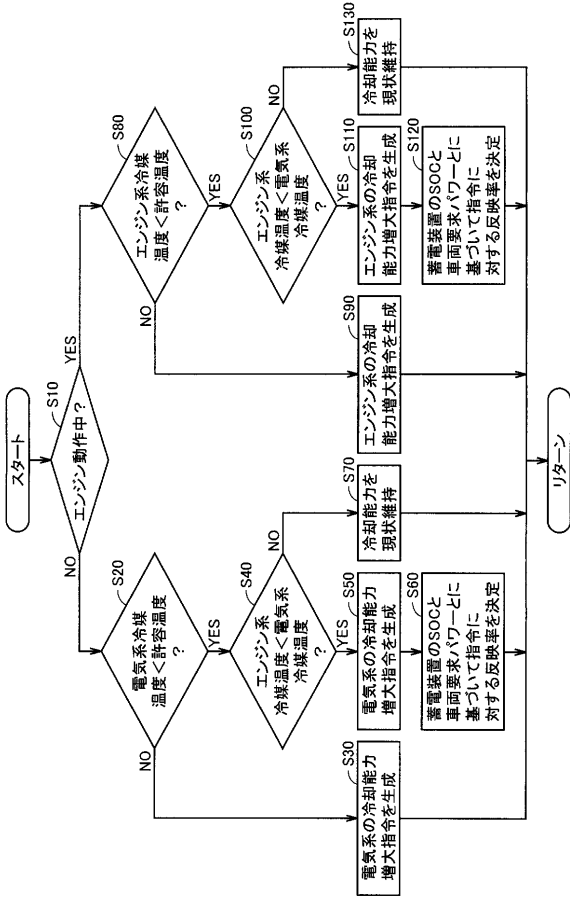 スタート
S10
エンジン動作中？
NO
YES
S20
電気系冷媒
温度＜許容温度
？
NO
YES
S30
電気系の冷却能力
増大指令を生成
S40
エンジン系
冷媒温度＜電気系
冷媒温度
？
NO
YES
S50
電気系の冷却能力
増大指令を生成
S60
蓄電装置のSOCと
車両要求パワーとに
基づいて指令に
対する反映率を決定
S70
冷却能力を
現状維持
S80
エンジン系冷媒
温度＜許容温度
？
NO
YES
S90
エンジン系の冷却
能力増大指令を生成
S100
エンジン系
冷媒温度＜電気系
冷媒温度
？
NO
YES
S110
エンジン系の冷却
能力増大指令を生成
S120
蓄電装置のSOCと
車両要求パワーとに
基づいて指令に
対する反映率を決定
S130
冷却能力を
現状維持
リターン